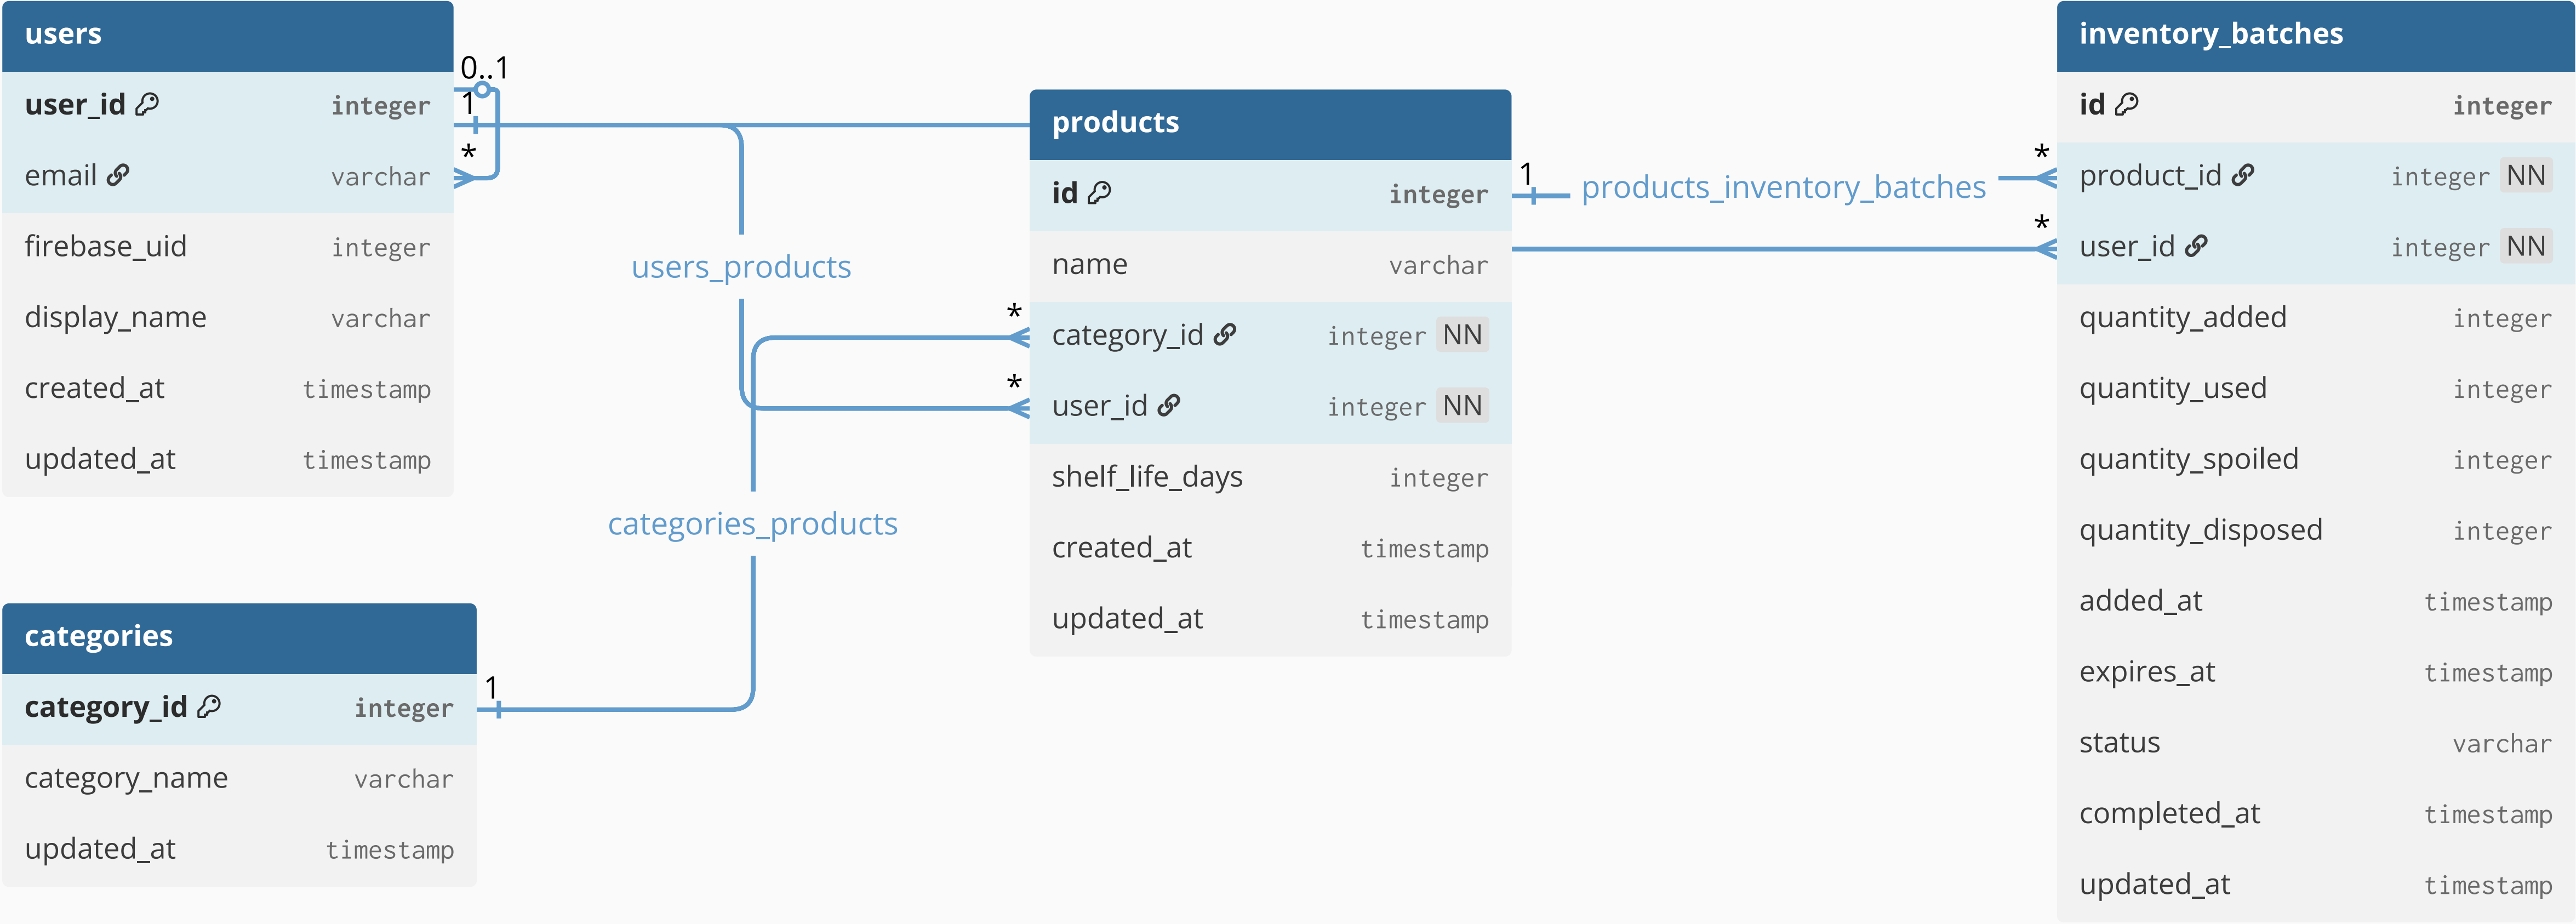 users
user_id integer
email varchar
firebase_uid integer
display_name varchar
created_at timestamp
updated_at timestamp
0..1
1
*
users_products
categories_products
categories
category_id integer
category_name varchar
updated_at timestamp
1
products
id integer
name varchar
category_id integer NN
user_id integer NN
shelf_life_days integer
created_at timestamp
updated_at timestamp
*
*
1
products_inventory_batches
*
*
inventory_batches
id integer
product_id integer NN
user_id integer NN
quantity_added integer
quantity_used integer
quantity_spoiled integer
quantity_disposed integer
added_at timestamp
expires_at timestamp
status varchar
completed_at timestamp
updated_at timestamp